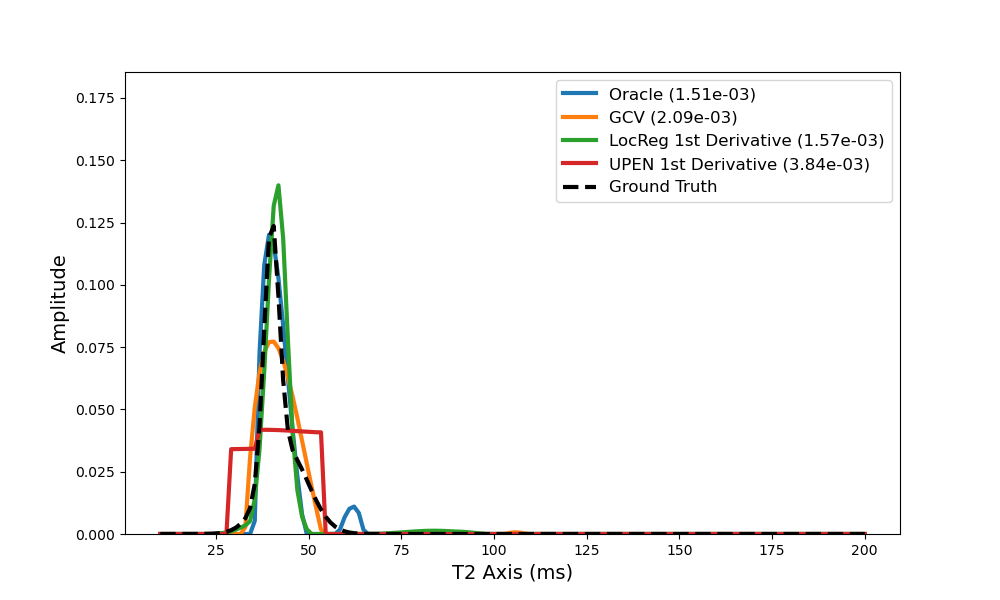 Oracle (1.51e-03)
GCV (2.09e-03)
LocReg 1st Derivative (1.57e-03)
UPEN 1st Derivative (3.84e-03)
Ground Truth
Amplitude
0.175
0.150
0.125
0.100
0.075
0.050
0.025
0.000
25 50 75 100 125 150 175 200
T2 Axis (ms)